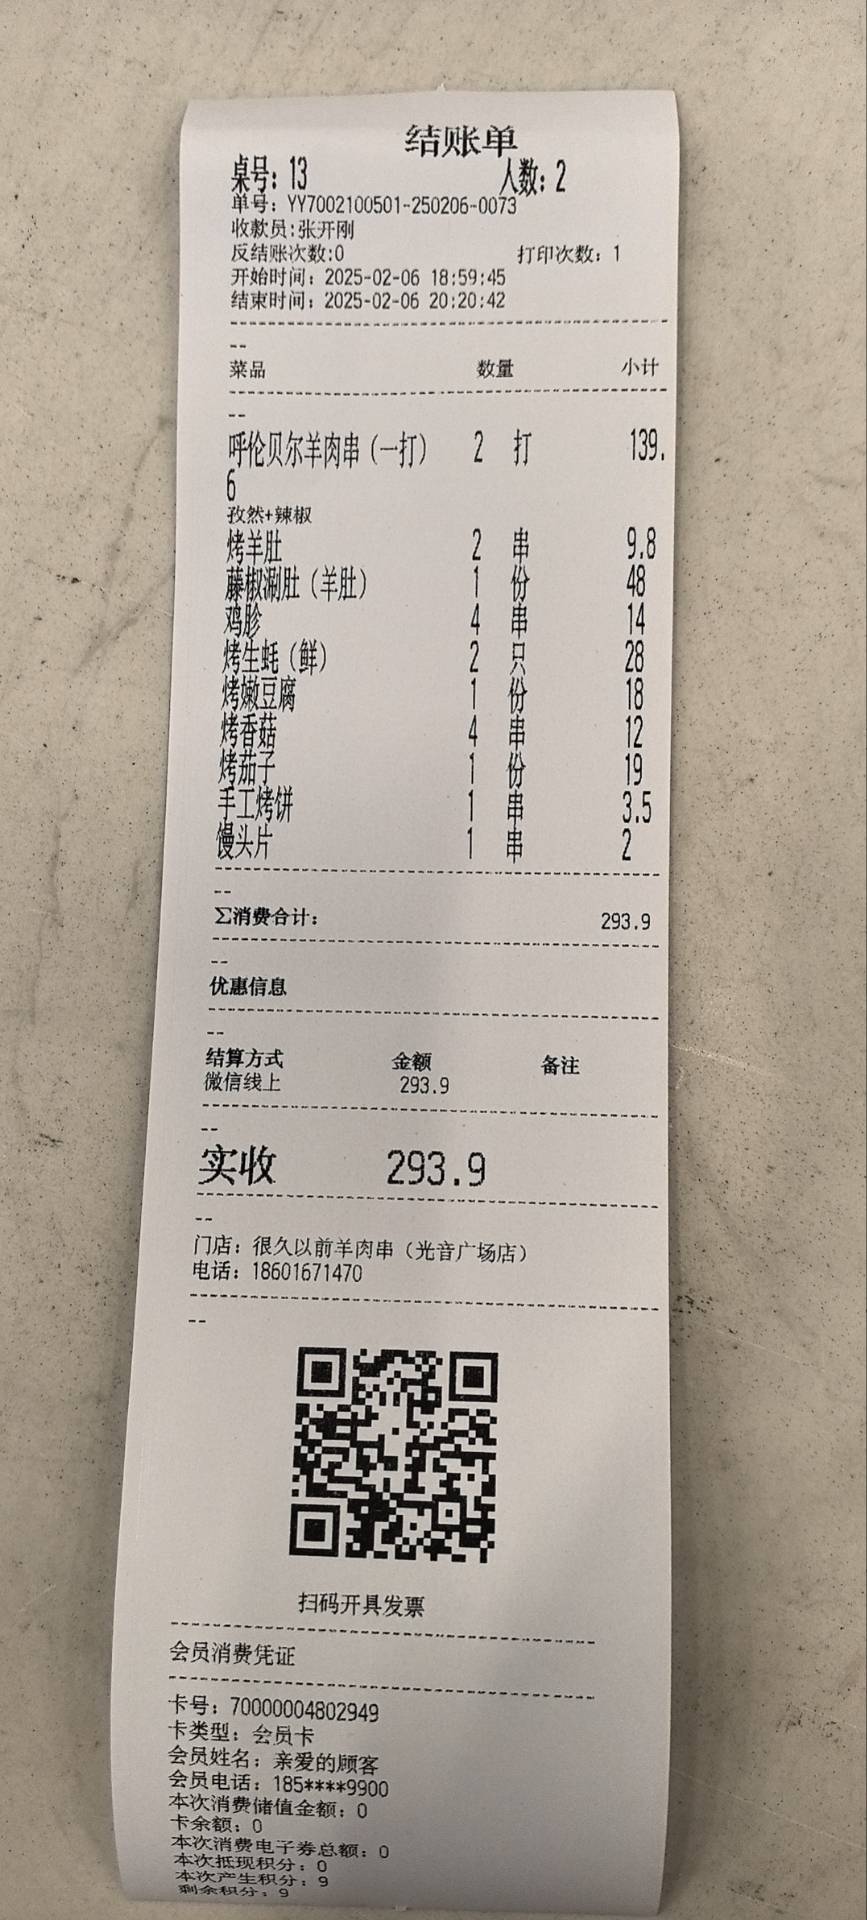 结账单
桌号：13 人数：2
单号：YY7002100501-250206-0073
收款员:张开刚
反结账次数:0 打印次数：1
开始时间：2025-02-06 18:59:45
结束时间：2025-02-06 20:20:42
--
菜品 数量 小计
--
呼伦贝尔羊肉串（一打） 2 打 139.
6
孜然+辣椒
烤羊肚 2 串 9.8
藤椒涮肚（羊肚） 1 份 48
鸡胗 4 串 14
烤生蚝（鲜） 2 只 28
烤嫩豆腐 1 份 18
烤香菇 4 串 12
烤茄子 1 份 19
手工烤饼 1 串 3.5
馒头片 1 串 2
--
∑消费合计： 293.9
--
优惠信息
--
结算方式 金额 备注
微信线上 293.9
--
实收 293.9
--
门店：很久以前羊肉串（光音广场店）
电话：18601671470
--
扫码开具发票
会员消费凭证
卡号：70000004802949
卡类型：会员卡
会员姓名：亲爱的顾客
会员电话：185****9900
本次消费储值金额：0
卡余额：0
本次消费电子券总额：0
本次抵现积分：0
本次产生积分：9
剩余积分：9